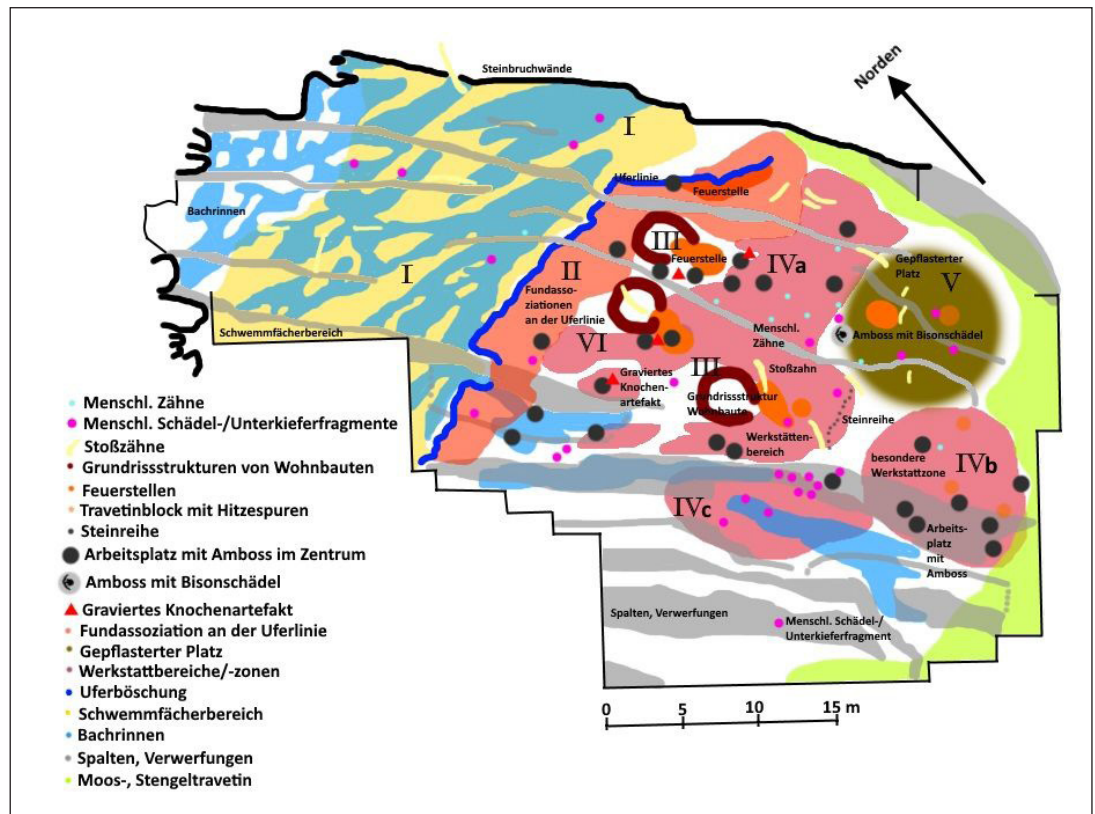 Steinbruchwände
Norden
I
Uferlinie
Feuerstelle
Bachrinnen
III
Feuerstelle
IVa
Gepflasterter
Platz
V
I
II
Fundasso-
ziationen
an der Uferlinie
Schwemmfächerbereich
Menschl.
Zähne
Amboss mit Bisonschädel
VI
III
Stoßzahn
Graviertes
Knochen-
artefakt
Grundrissstruktur
Wohnbaute
Steinreihe
Werkstätten-
bereich
besondere
Werkstattzone
IVb
IVc
Arbeits-
platz
mit
Amboss
Spalten, Verwerfungen
Menschl. Schädel-/
Unterkieferfragment
0 5 10 15 m
Menschl. Zähne
Menschl. Schädel-/Unterkieferfragmente
Stoßzähne
Grundrissstrukturen von Wohnbauten
Feuerstellen
Travetinblock mit Hitzespuren
Steinreihe
Arbeitsplatz mit Amboss im Zentrum
Amboss mit Bisonschädel
Graviertes Knochenartefakt
Fundassoziation an der Uferlinie
Gepflasterter Platz
Werkstattbereiche/-zonen
Uferböschung
Schwemmfächerbereich
Bachrinnen
Spalten, Verwerfungen
Moos-, Stengeltravetin